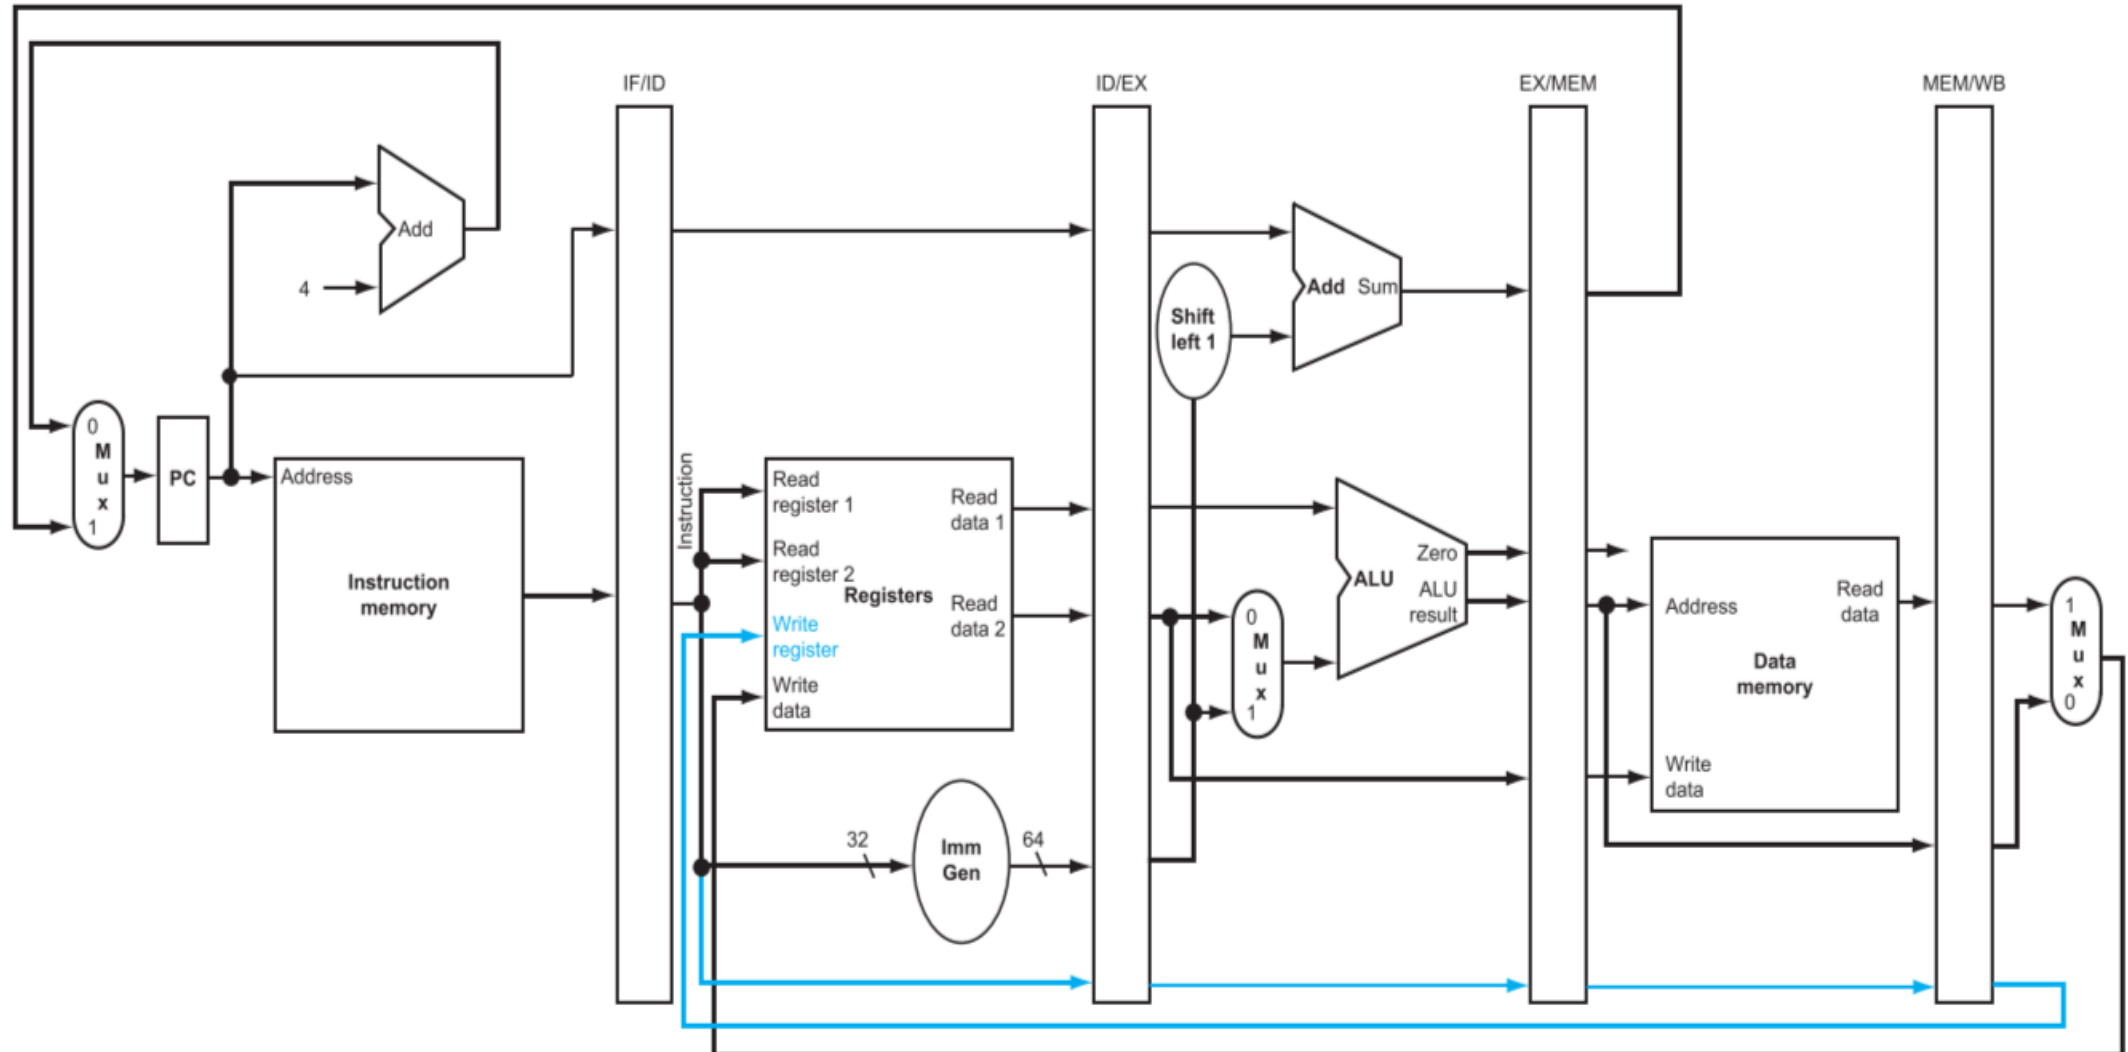 IF/ID
ID/EX
EX/MEM
MEM/WB
Add
4
Add Sum
Shift
left 1
0
M
u
x
1
PC
Address
Instruction
memory
Instruction
Read
register 1
Read
register 2
Write
register
Write
data
Registers
Read
data 1
Read
data 2
0
M
u
x
1
Zero
ALU
ALU
result
Address
Read
data
Data
memory
Write
data
1
M
u
x
0
32
Imm
Gen
64